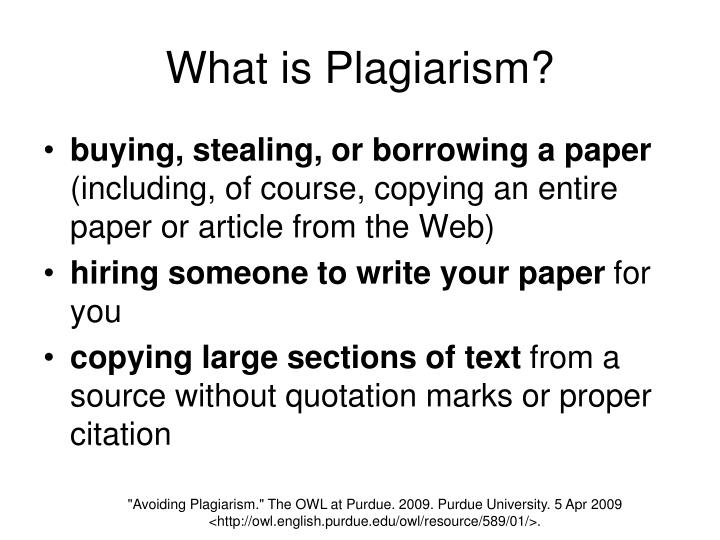 What is Plagiarism?
• buying, stealing, or borrowing a paper
(including, of course, copying an entire
paper or article from the Web)
• hiring someone to write your paper for
you
• copying large sections of text from a
source without quotation marks or proper
citation
"Avoiding Plagiarism." The OWL at Purdue. 2009. Purdue University. 5 Apr 2009
<http://owl.english.purdue.edu/owl/resource/589/01/>.